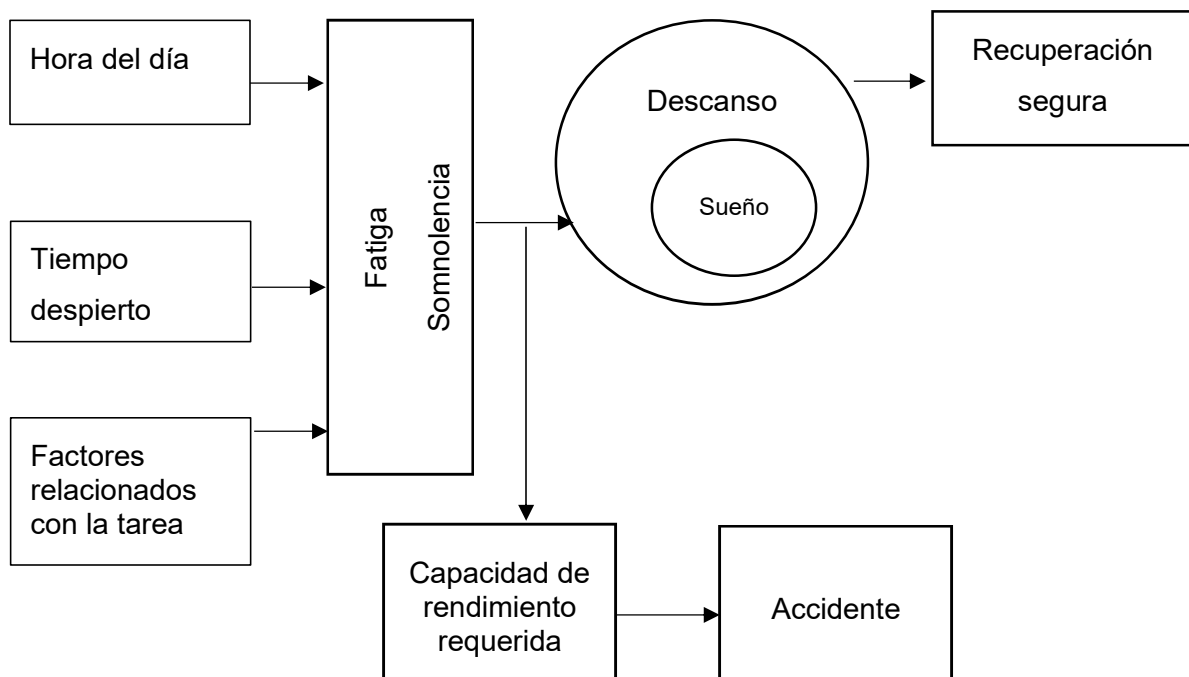 Hora del día
Tiempo
despierto
Factores
relacionados
con la tarea
Fatiga
Somnolencia
Descanso
Sueño
Recuperación
segura
Capacidad de
rendimiento
requerida
Accidente